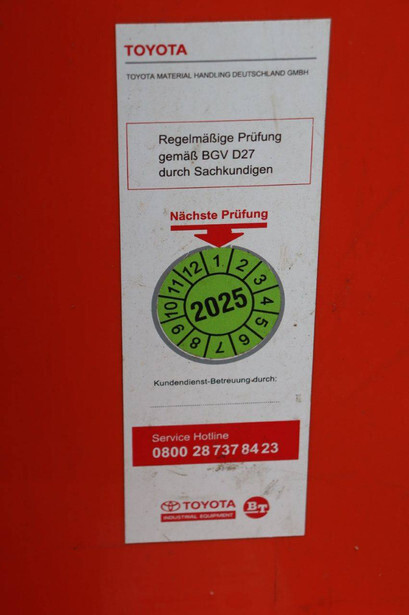 TOYOTA
TOYOTA MATERIAL HANDLING DEUTSCHLAND GMBH
Regelmäßige Prüfung
gemäß BGV D27
durch Sachkundigen
Nächste Prüfung
1 2 3 4 5 6 7 8 9 10 11 12
2025
Kundendienst-Betreuung durch:
Service Hotline
0800 28 737 84 23
TOYOTA
INDUSTRIAL EQUIPMENT
BT